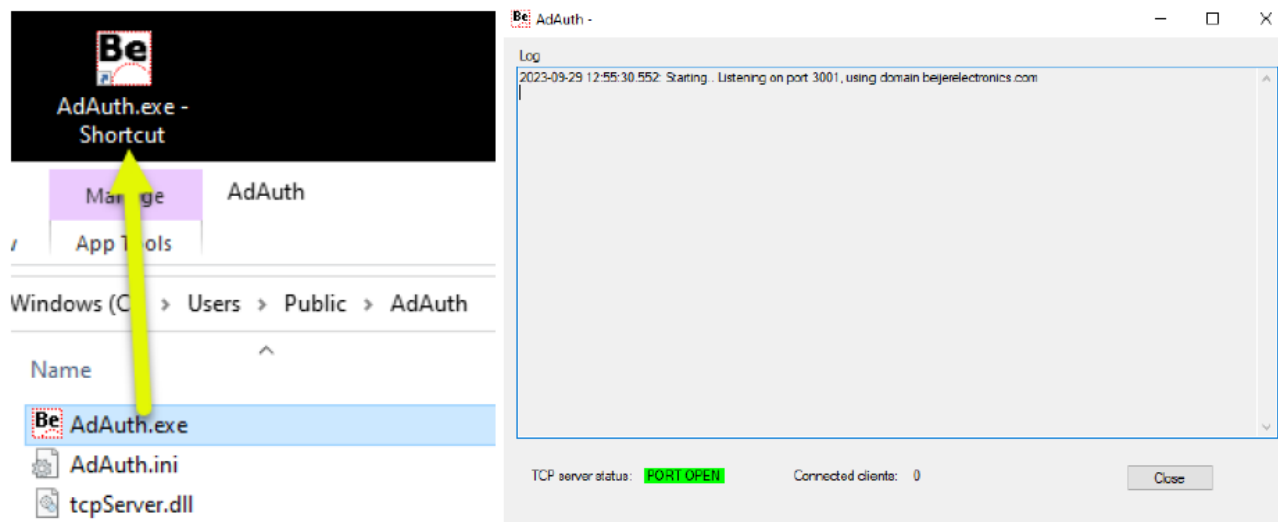 Be
AdAuth.exe -
Shortcut
AdAuth
App Tools
Windows (C > Users > Public > AdAuth
Name
Be AdAuth.exe
AdAuth.ini
tcpServer.dll
Be AdAuth -
Log
2023-09-29 12:55:30.552: Starting.. Listening on port 3001, using domain beijerelectronics.com
TCP server status: PORT OPEN Connected clients: 0 Close